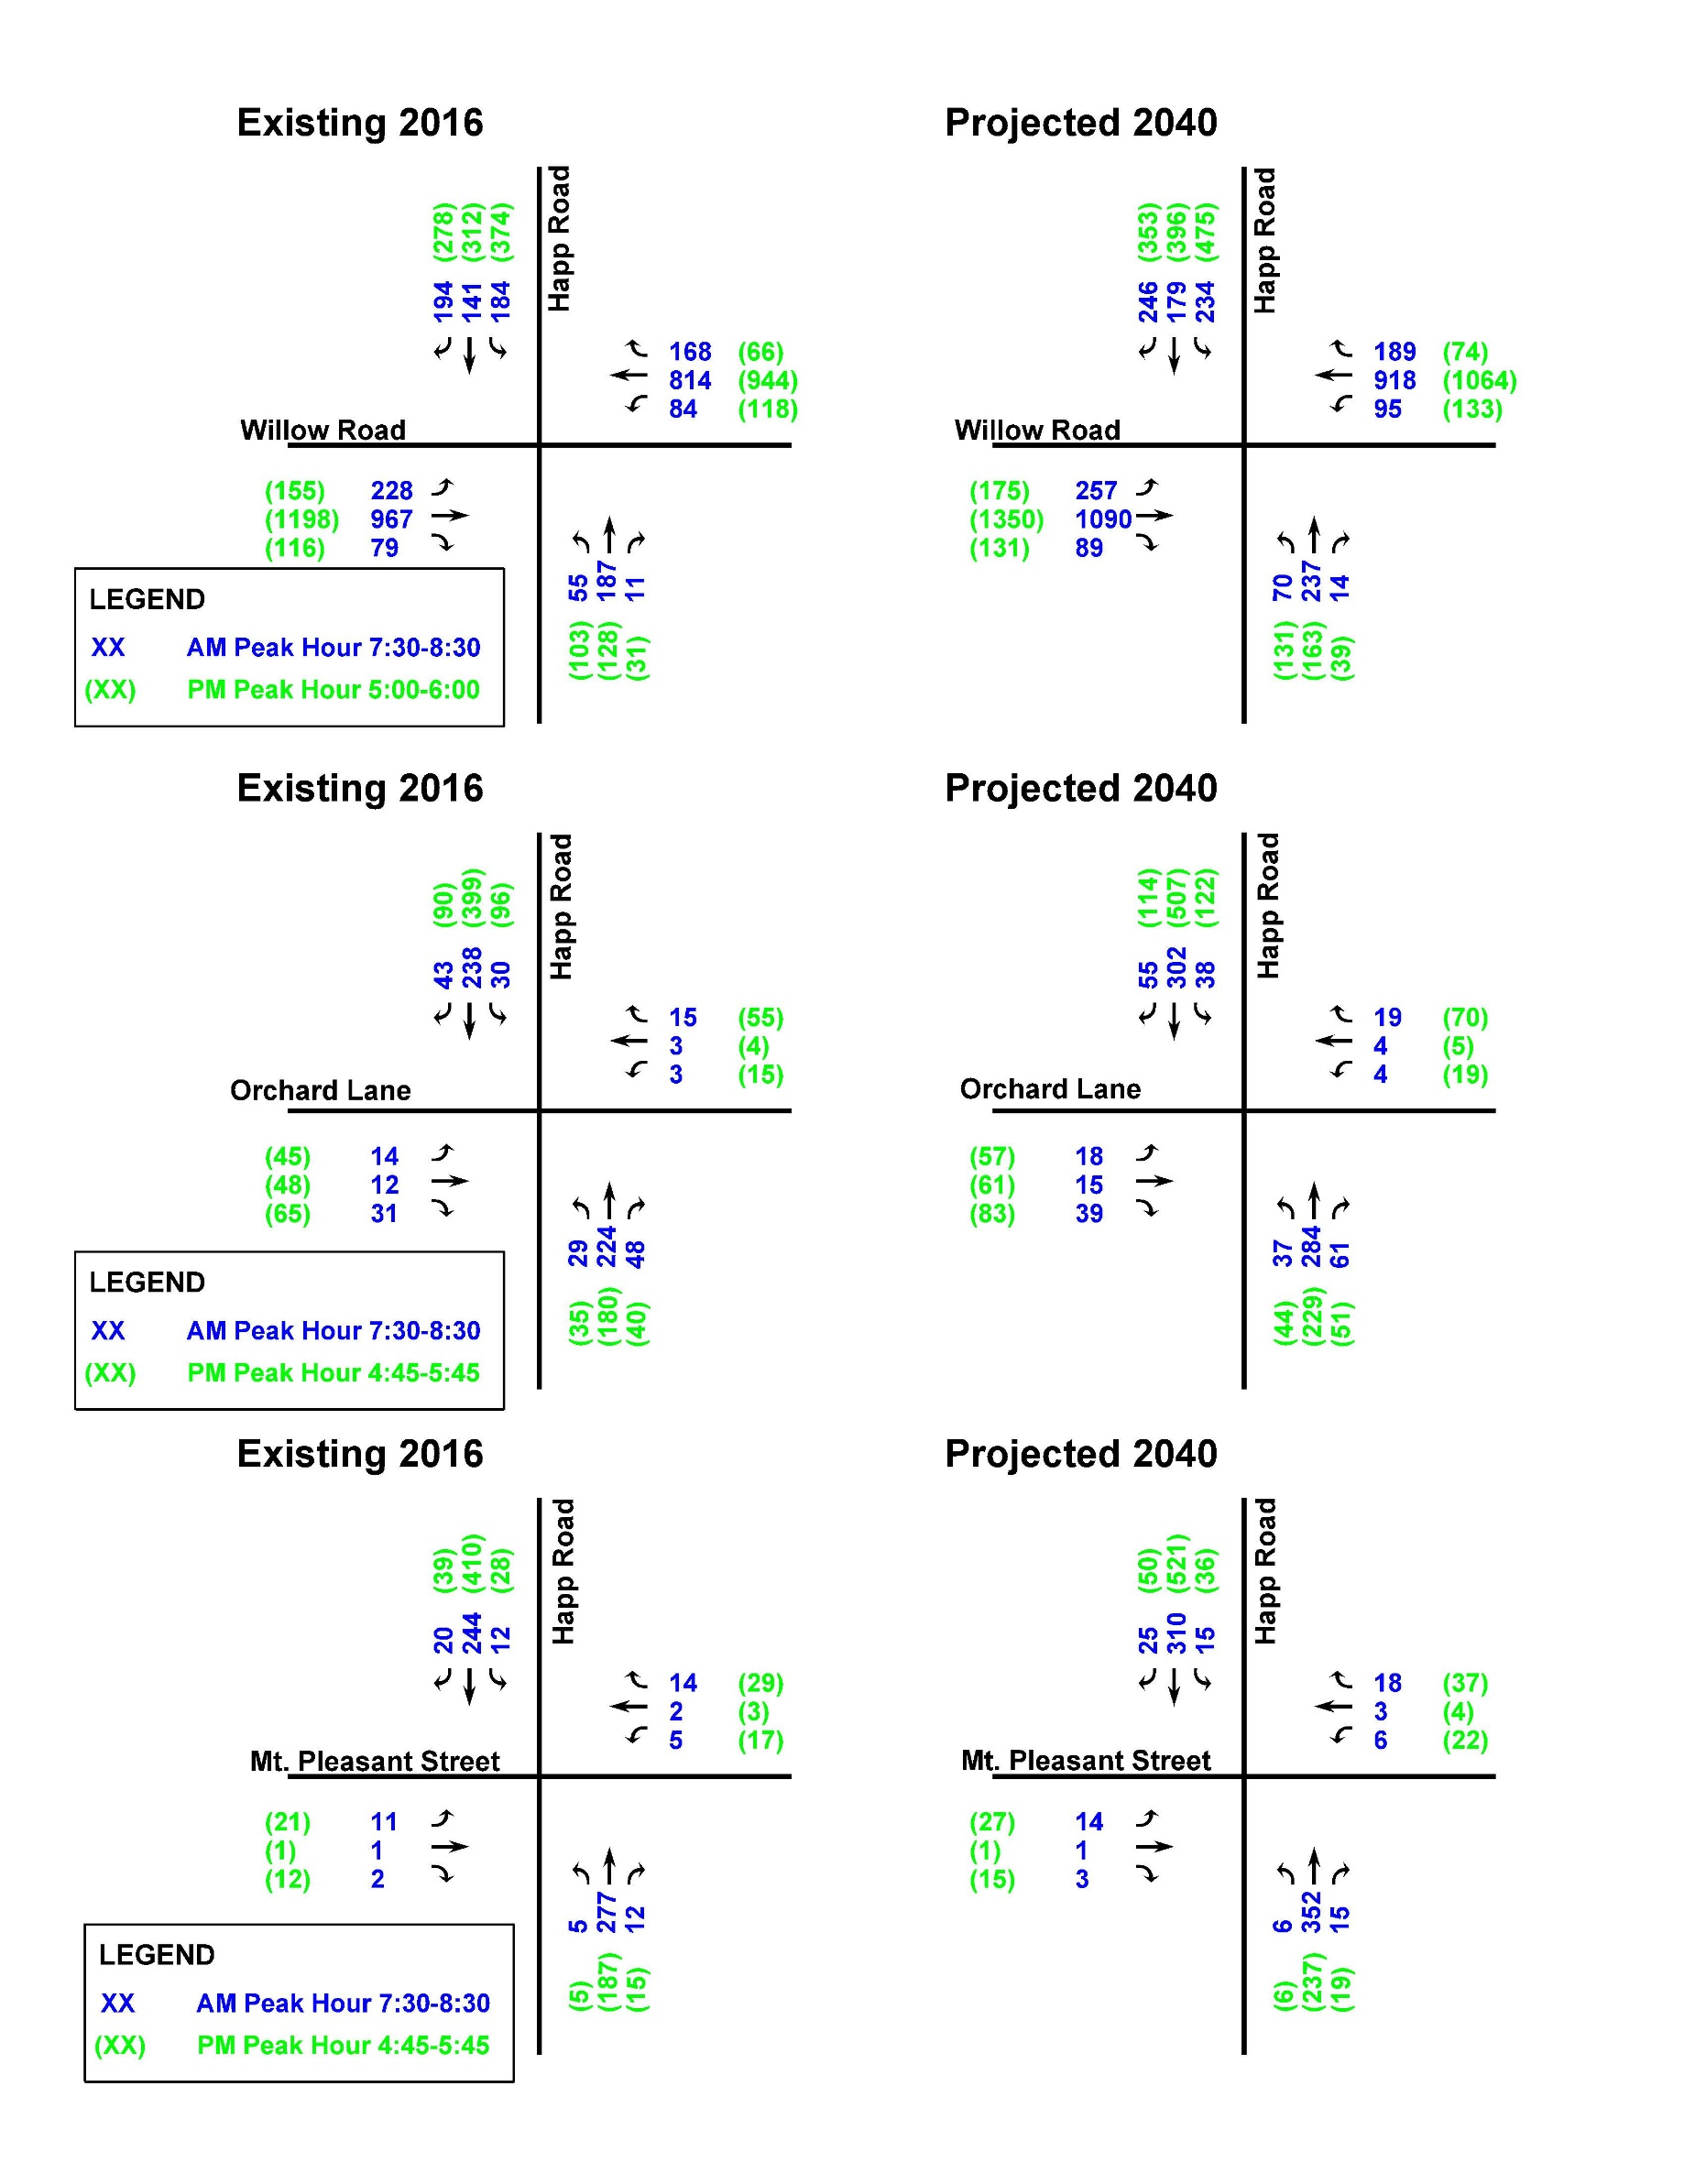 Existing 2016
Happ Road
(278) (312) (374)
194 141 184
168 (66)
814 (944)
84 (118)
Willow Road
(155) 228
(1198) 967
(116) 79
55 187 11
(103) (128) (31)
LEGEND
XX AM Peak Hour 7:30-8:30
(XX) PM Peak Hour 5:00-6:00
Projected 2040
Happ Road
(353) (396) (475)
246 179 234
189 (74)
918 (1064)
95 (133)
Willow Road
(175) 257
(1350) 1090
(131) 89
70 237 14
(131) (163) (39)
Existing 2016
Happ Road
(90) (399) (96)
43 238 30
15 (55)
3 (4)
3 (15)
Orchard Lane
(45) 14
(48) 12
(65) 31
29 224 48
(35) (180) (40)
LEGEND
XX AM Peak Hour 7:30-8:30
(XX) PM Peak Hour 4:45-5:45
Projected 2040
Happ Road
(114) (507) (122)
55 302 38
19 (70)
4 (5)
4 (19)
Orchard Lane
(57) 18
(61) 15
(83) 39
37 284 61
(44) (229) (51)
Existing 2016
Happ Road
(39) (410) (28)
20 244 12
14 (29)
2 (3)
5 (17)
Mt. Pleasant Street
(21) 11
(1) 1
(12) 2
5 277 12
(5) (187) (15)
LEGEND
XX AM Peak Hour 7:30-8:30
(XX) PM Peak Hour 4:45-5:45
Projected 2040
Happ Road
(50) (521) (36)
25 310 15
18 (37)
3 (4)
6 (22)
Mt. Pleasant Street
(27) 14
(1) 1
(15) 3
6 352 15
(6) (237) (19)